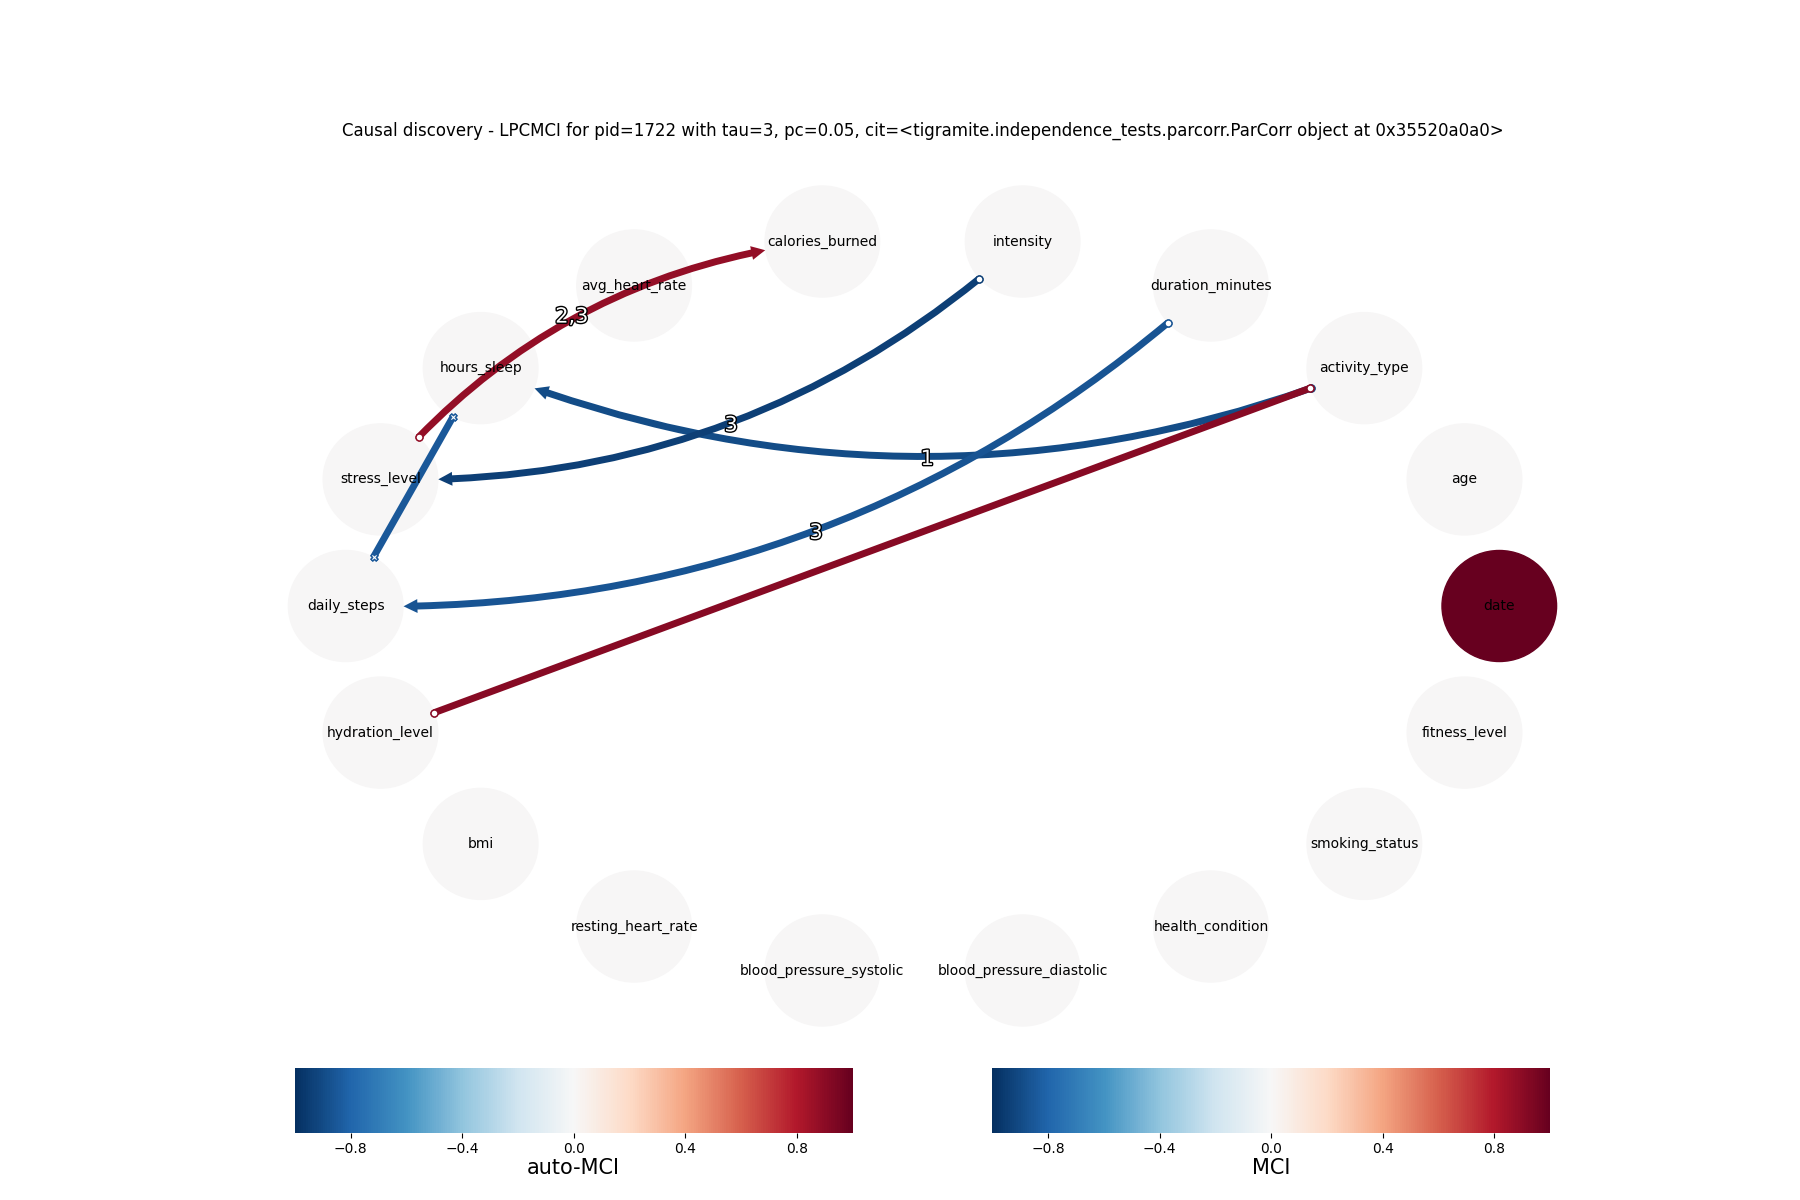 Causal discovery - LPCMCI for pid=1722 with tau=3, pc=0.05, cit=<tigramite.independence_tests.parcorr.ParCorr object at 0x35520a0a0>
calories_burned
intensity
avg_heart_rate
duration_minutes
2,3
hours_sleep
activity_type
3
1
stress_level
age
3
daily_steps
date
hydration_level
fitness_level
bmi
smoking_status
resting_heart_rate
health_condition
blood_pressure_systolic
blood_pressure_diastolic
−0.8 −0.4 0.0 0.4 0.8
auto-MCI
−0.8 −0.4 0.0 0.4 0.8
MCI